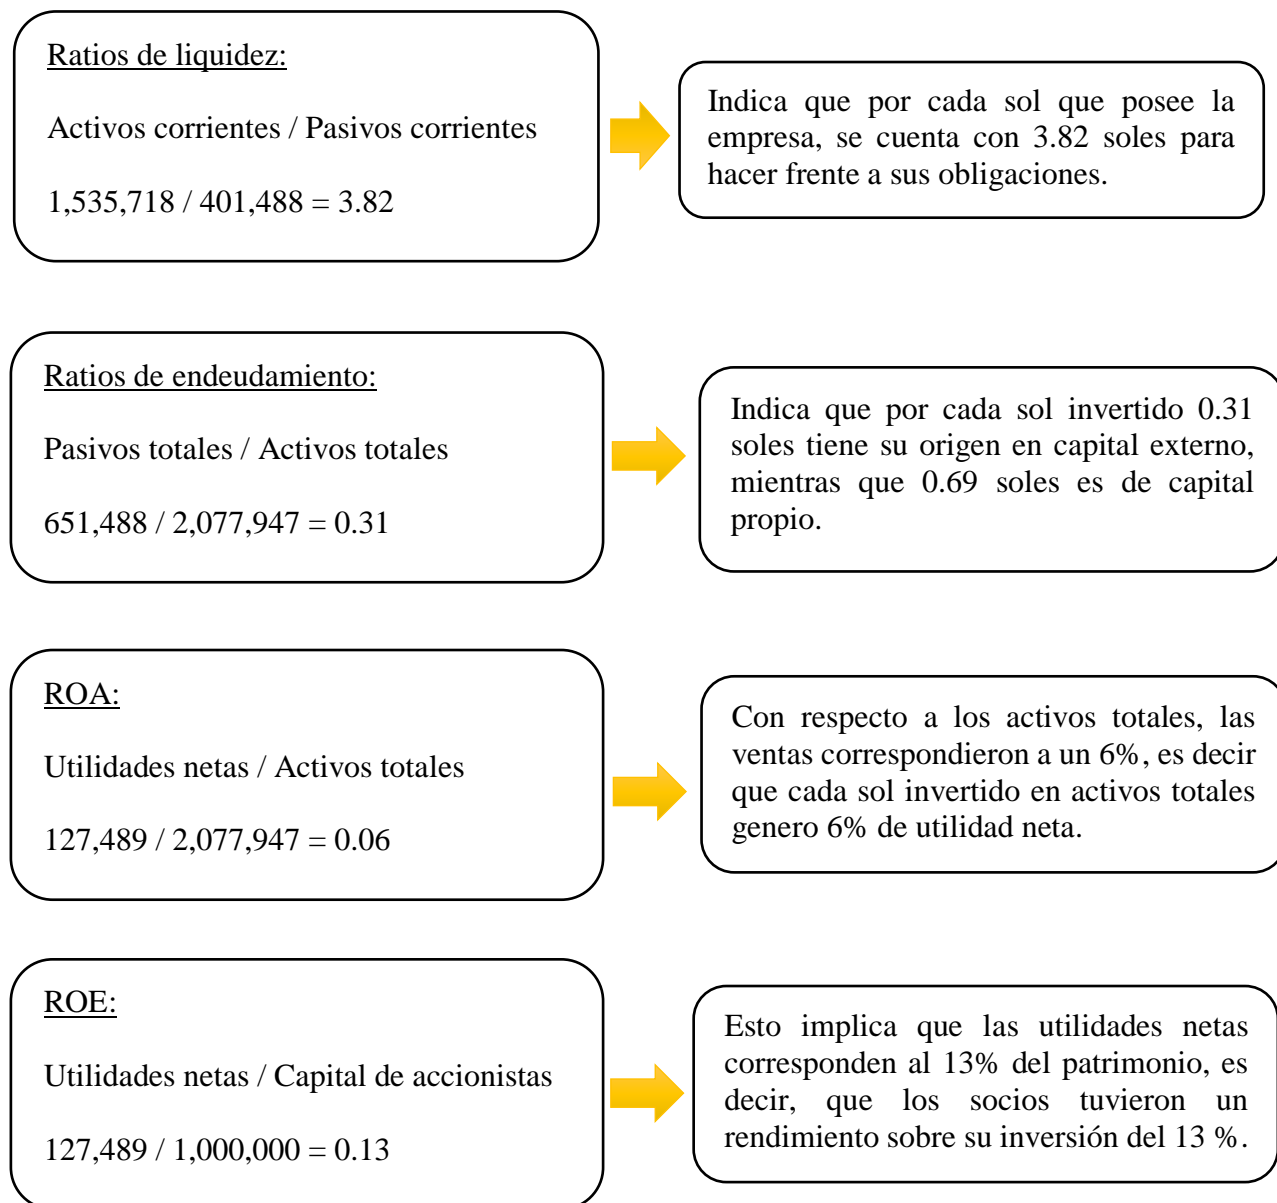 Ratios de liquidez:
Activos corrientes / Pasivos corrientes
1,535,718 / 401,488 = 3.82
Indica que por cada sol que posee la
empresa, se cuenta con 3.82 soles para
hacer frente a sus obligaciones.
Ratios de endeudamiento:
Pasivos totales / Activos totales
651,488 / 2,077,947 = 0.31
Indica que por cada sol invertido 0.31
soles tiene su origen en capital externo,
mientras que 0.69 soles es de capital
propio.
ROA:
Utilidades netas / Activos totales
127,489 / 2,077,947 = 0.06
Con respecto a los activos totales, las
ventas correspondieron a un 6%, es decir
que cada sol invertido en activos totales
genero 6% de utilidad neta.
ROE:
Utilidades netas / Capital de accionistas
127,489 / 1,000,000 = 0.13
Esto implica que las utilidades netas
corresponden al 13% del patrimonio, es
decir, que los socios tuvieron un
rendimiento sobre su inversión del 13 %.